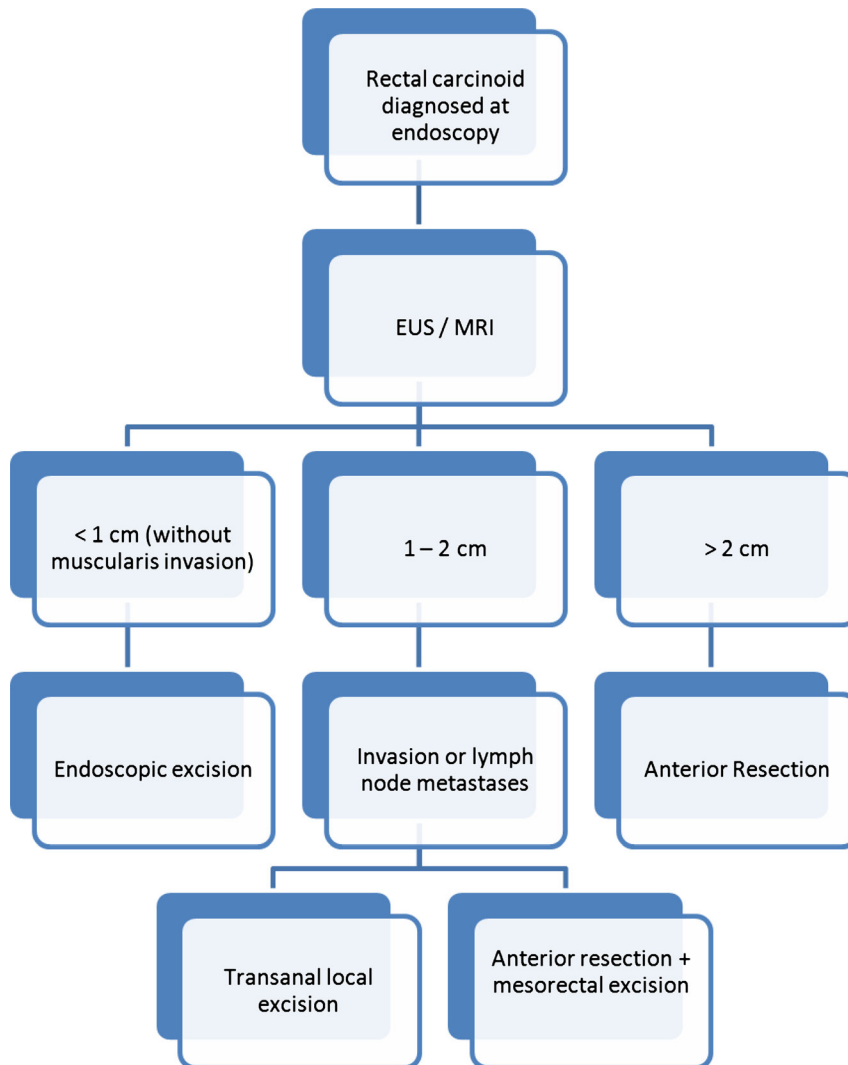 Rectal carcinoid
diagnosed at
endoscopy
EUS / MRI
< 1 cm (without
muscularis invasion)
1 – 2 cm
> 2 cm
Endoscopic excision
Invasion or lymph
node metastases
Anterior Resection
Transanal local
excision
Anterior resection +
mesorectal excision